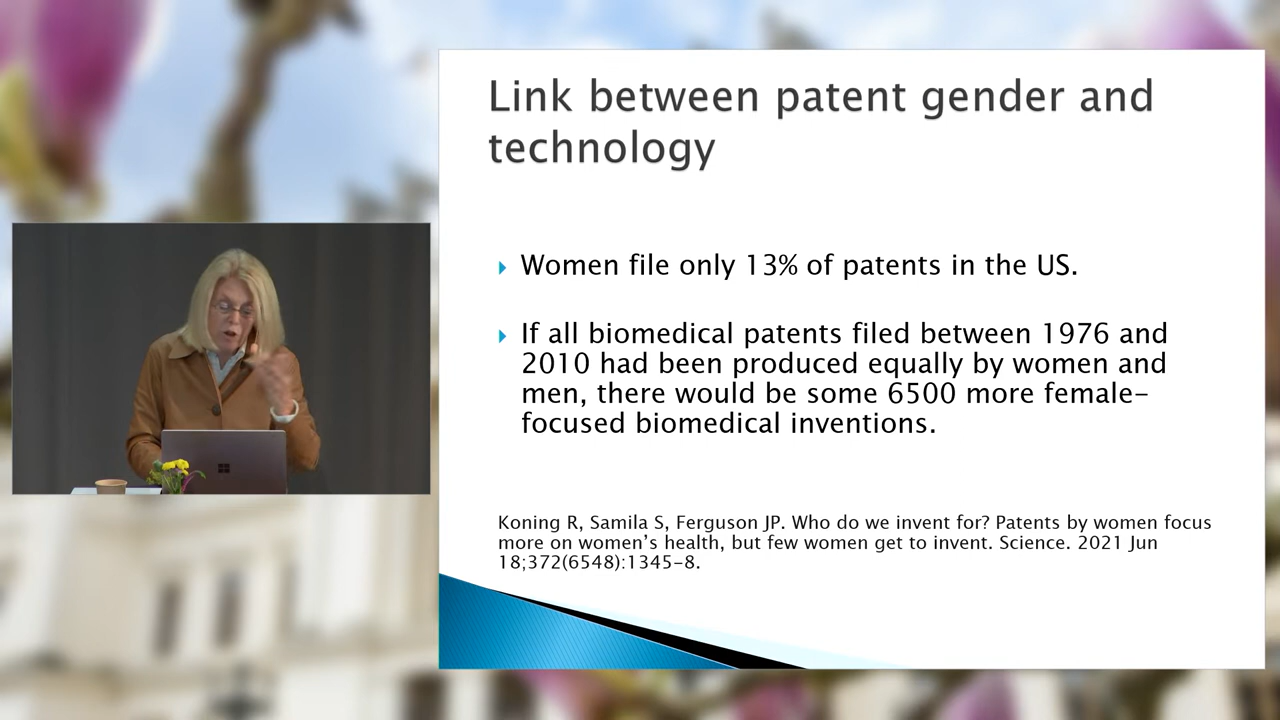 Link between patent gender and
technology
Women file only 13% of patents in the US.
If all biomedical patents filed between 1976 and
2010 had been produced equally by women and
men, there would be some 6500 more female-
focused biomedical inventions.
Koning R, Samila S, Ferguson JP. Who do we invent for? Patents by women focus
more on women’s health, but few women get to invent. Science. 2021 Jun
18;372(6548):1345-8.